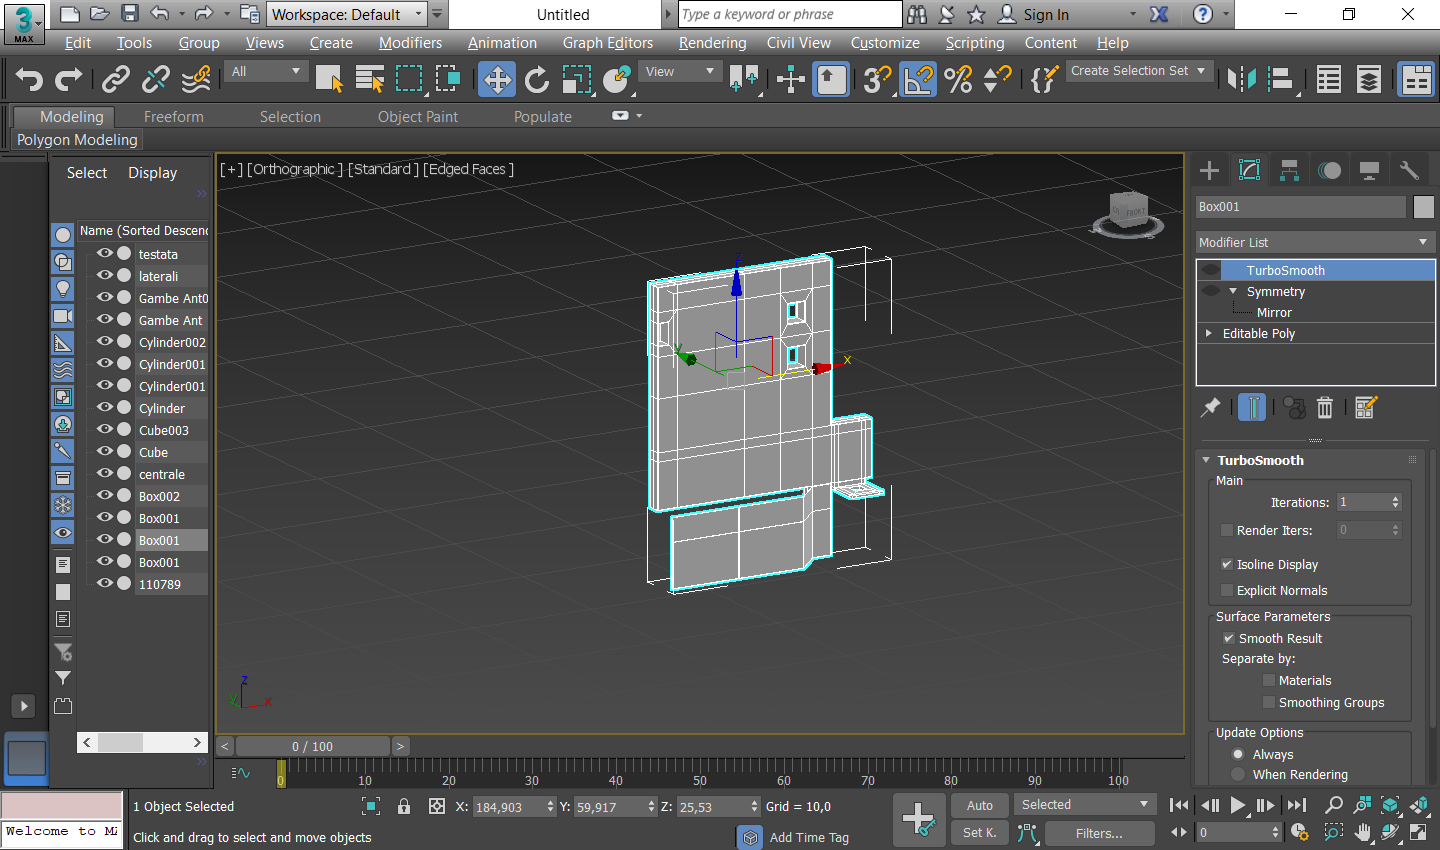 3
MAX
Workspace: Default
Untitled
Type a keyword or phrase
Sign In
Edit Tools Group Views Create Modifiers Animation Graph Editors Rendering Civil View Customize Scripting Content Help
All
View
3
Create Selection Set
Modeling Freeform Selection Object Paint Populate
Polygon Modeling
Select Display
Name (Sorted Descend
testata
laterali
Gambe Ant0
Gambe Ant
Cylinder002
Cylinder001
Cylinder001
Cylinder
Cube003
Cube
centrale
Box002
Box001
Box001
Box001
110789
[+] [Orthographic ] [Standard ] [Edged Faces ]
FRONT
z
y
x
z
y
x
Box001
Modifier List
TurboSmooth
Symmetry
Mirror
Editable Poly
TurboSmooth
Main
Iterations: 1
Render Iters: 0
Isoline Display
Explicit Normals
Surface Parameters
Smooth Result
Separate by:
Materials
Smoothing Groups
Update Options
Always
When Rendering
< 0 / 100 >
0 10 20 30 40 50 60 70 80 90 100
1 Object Selected
X: 184,903 Y: 59,917 Z: 25,53 Grid = 10,0
Auto Selected
Welcome to MA
Click and drag to select and move objects
Add Time Tag
Set K. Filters...
0